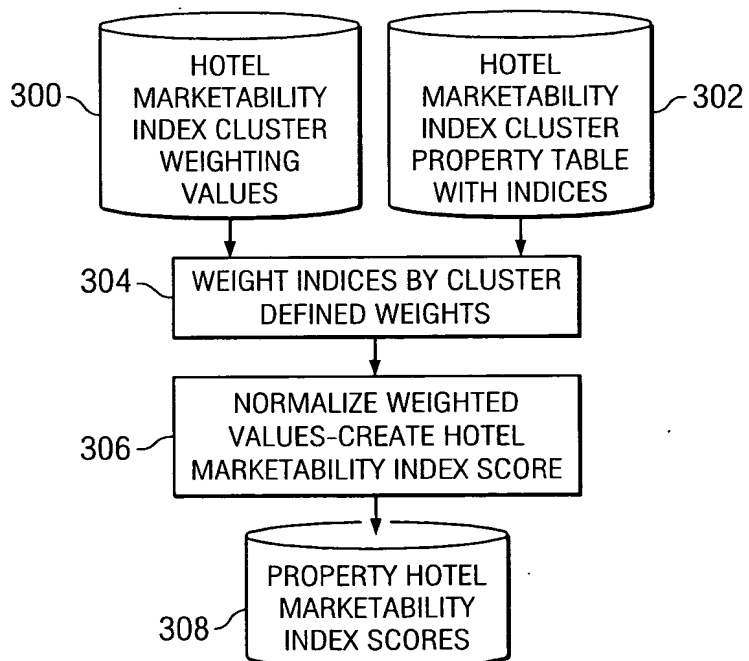 300
HOTEL
MARKETABILITY
INDEX CLUSTER
WEIGHTING
VALUES
HOTEL
MARKETABILITY
INDEX CLUSTER
PROPERTY TABLE
WITH INDICES
302
304
WEIGHT INDICES BY CLUSTER
DEFINED WEIGHTS
306
NORMALIZE WEIGHTED
VALUES-CREATE HOTEL
MARKETABILITY INDEX SCORE
308
PROPERTY HOTEL
MARKETABILITY
INDEX SCORES